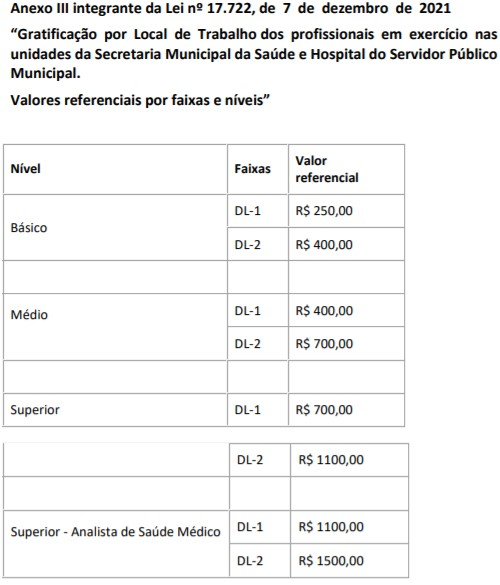 Anexo III integrante da Lei nº 17.722, de 7 de dezembro de 2021
“Gratificação por Local de Trabalho dos profissionais em exercício nas
unidades da Secretaria Municipal da Saúde e Hospital do Servidor Público
Municipal.
Valores referenciais por faixas e níveis”
Nível Faixas Valor referencial
Básico DL-1 R$ 250,00
DL-2 R$ 400,00
Médio DL-1 R$ 400,00
DL-2 R$ 700,00
Superior DL-1 R$ 700,00
DL-2 R$ 1100,00
Superior - Analista de Saúde Médico DL-1 R$ 1100,00
DL-2 R$ 1500,00